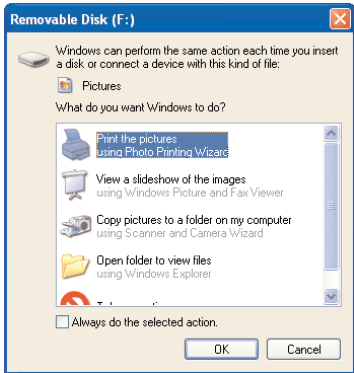 Removable Disk (F:)
Windows can perform the same action each time you insert
a disk or connect a device with this kind of file:
Pictures
What do you want Windows to do?
Print the pictures
using Photo Printing Wizard
View a slideshow of the images
using Windows Picture and Fax Viewer
Copy pictures to a folder on my computer
using Scanner and Camera Wizard
Open folder to view files
using Windows Explorer
Always do the selected action.
OK
Cancel